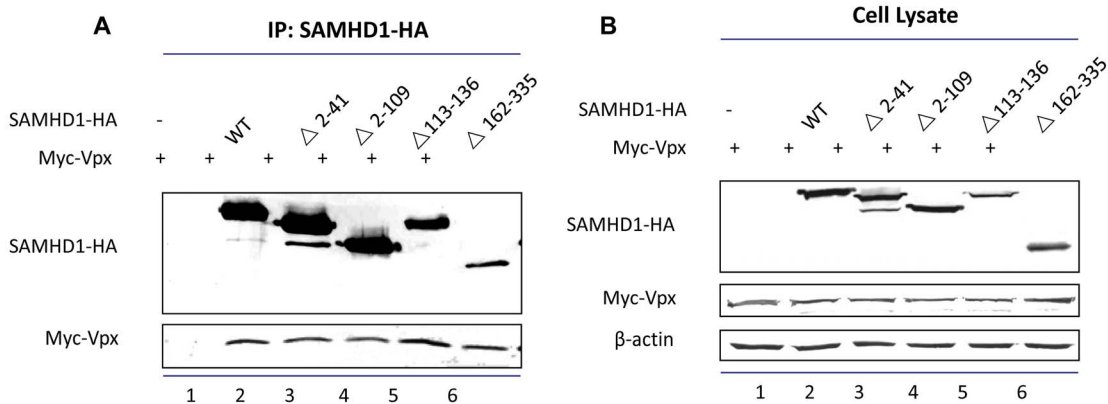 A
IP: SAMHD1-HA
SAMHD1-HA - WT △ 2-41 △ 2-109 △113-136 △ 162-335
Myc-Vpx + + + + + +
SAMHD1-HA
Myc-Vpx
1 2 3 4 5 6
B
Cell Lysate
SAMHD1-HA - WT △ 2-41 △ 2-109 △113-136 △ 162-335
Myc-Vpx + + + + + +
SAMHD1-HA
Myc-Vpx
β-actin
1 2 3 4 5 6